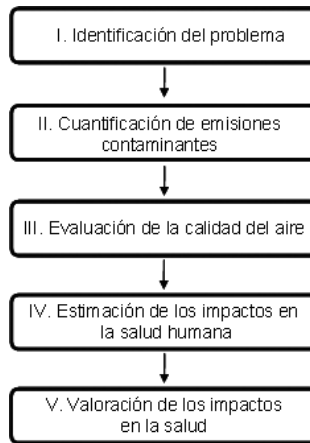 I. Identificación del problema
II. Cuantificación de emisiones
contaminantes
III. Evaluación de la calidad del aire
IV. Estimación de los impactos en
la salud humana
V. Valoración de los impactos
en la salud